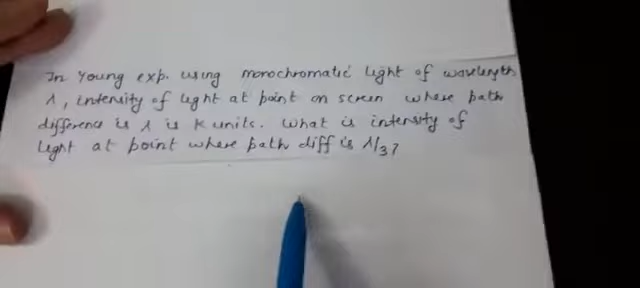 In Young exp. using monochromatic light of wavelength
λ, intensity of light at point on screen where path
difference is λ is K units. What is intensity of
light at point where path diff is λ/3?